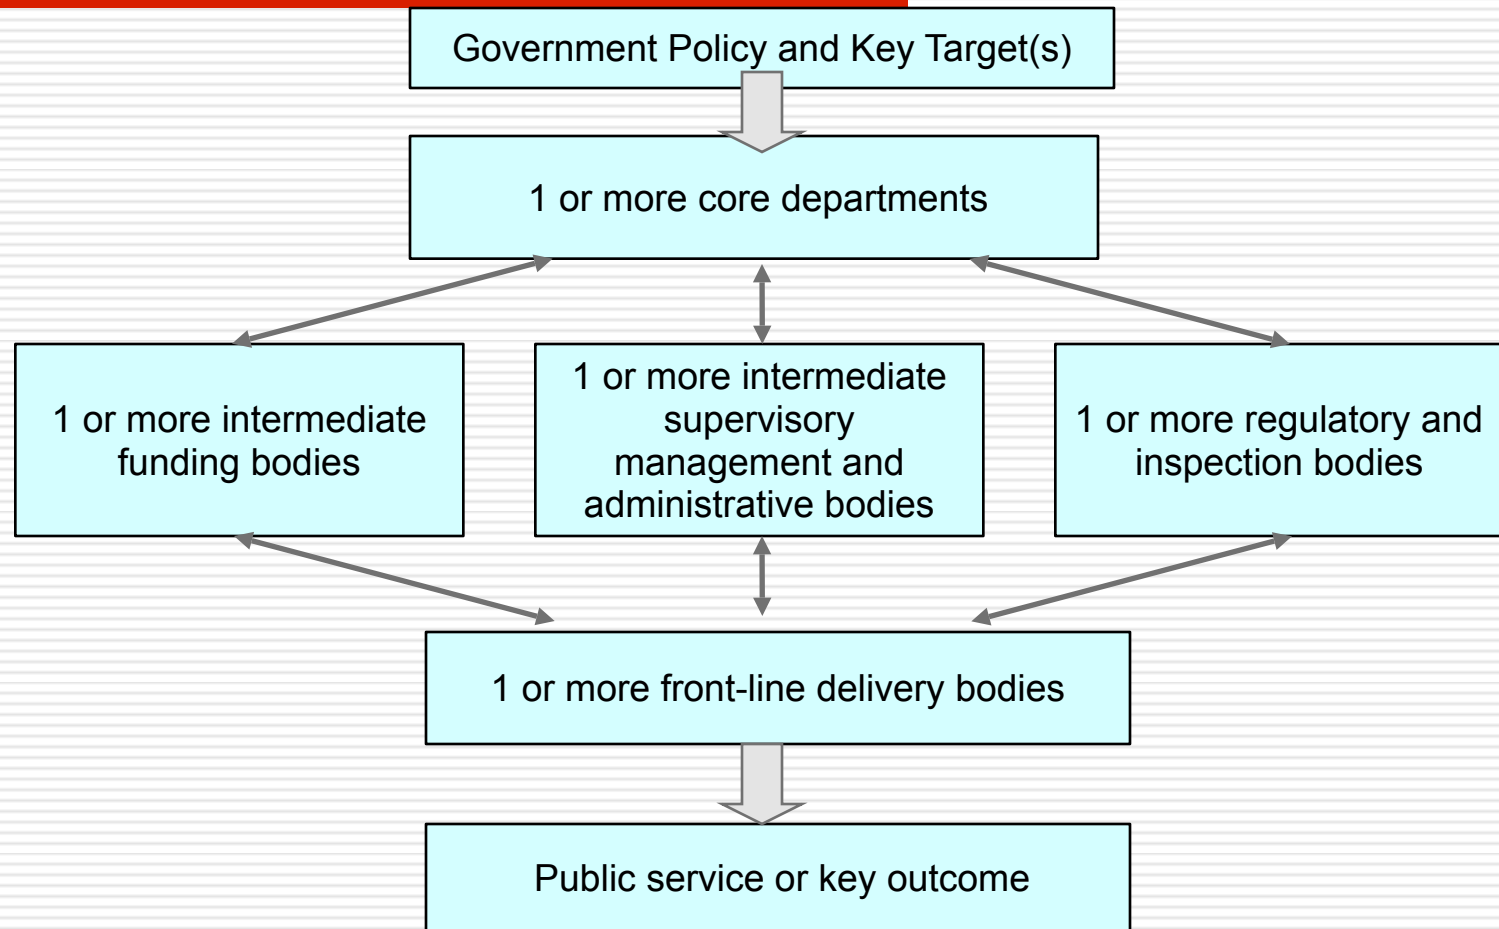 Government Policy and Key Target(s)
1 or more core departments
1 or more intermediate
funding bodies
1 or more intermediate
supervisory
management and
administrative bodies
1 or more regulatory and
inspection bodies
1 or more front-line delivery bodies
Public service or key outcome